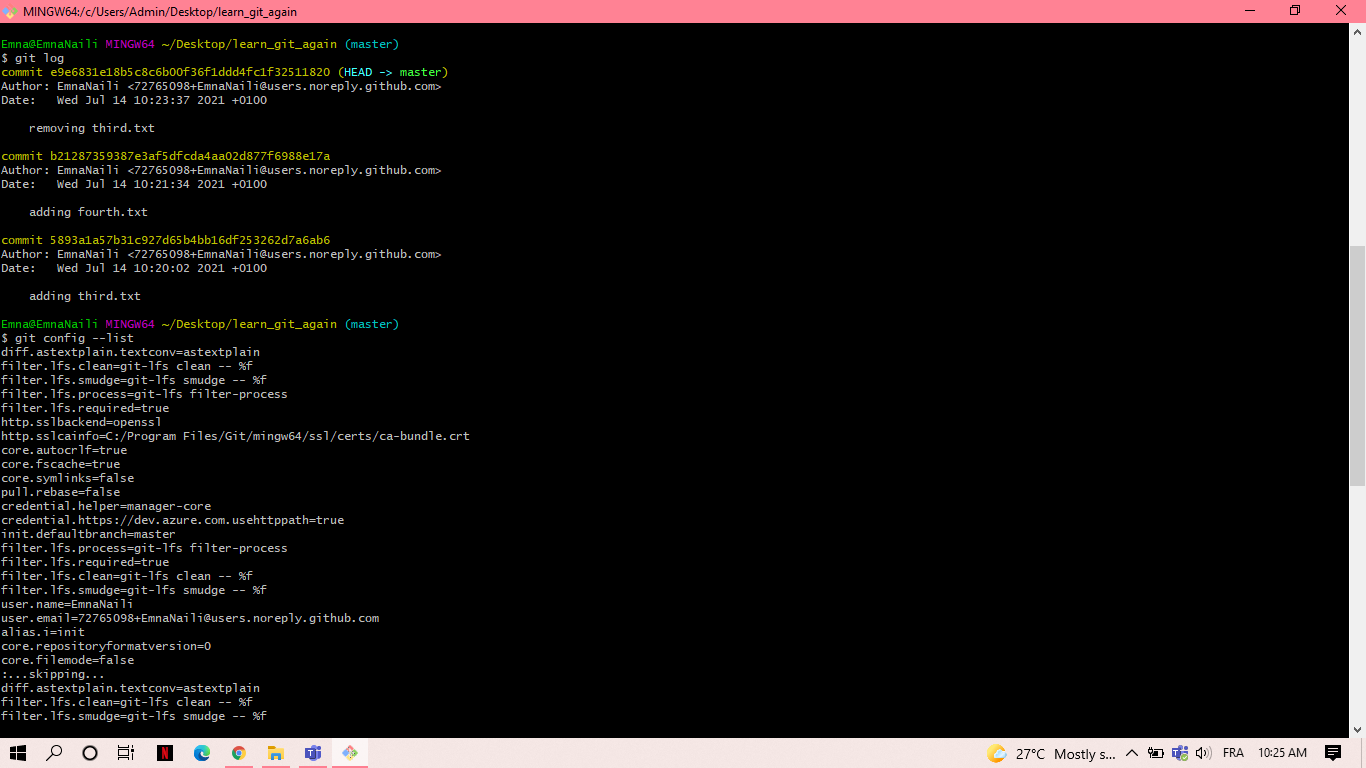 MINGW64:/c/Users/Admin/Desktop/learn_git_again
Emna@EmnaNaili MINGW64 ~/Desktop/learn_git_again (master)
$ git log
commit e9e6831e18b5c8c6b00f36f1ddd4fc1f32511820 (HEAD -> master)
Author: EmnaNaili <72765098+EmnaNaili@users.noreply.github.com>
Date:   Wed Jul 14 10:23:37 2021 +0100
    removing third.txt
commit b21287359387e3af5dfcda4aa02d877f6988e17a
Author: EmnaNaili <72765098+EmnaNaili@users.noreply.github.com>
Date:   Wed Jul 14 10:21:34 2021 +0100
    adding fourth.txt
commit 5893a1a57b31c927d65b4bb16df253262d7a6ab6
Author: EmnaNaili <72765098+EmnaNaili@users.noreply.github.com>
Date:   Wed Jul 14 10:20:02 2021 +0100
    adding third.txt
Emna@EmnaNaili MINGW64 ~/Desktop/learn_git_again (master)
$ git config --list
diff.astextplain.textconv=astextplain
filter.lfs.clean=git-lfs clean -- %f
filter.lfs.smudge=git-lfs smudge -- %f
filter.lfs.process=git-lfs filter-process
filter.lfs.required=true
http.sslbackend=openssl
http.sslcainfo=C:/Program Files/Git/mingw64/ssl/certs/ca-bundle.crt
core.autocrlf=true
core.fscache=true
core.symlinks=false
pull.rebase=false
credential.helper=manager-core
credential.https://dev.azure.com.usehttppath=true
init.defaultbranch=master
filter.lfs.process=git-lfs filter-process
filter.lfs.required=true
filter.lfs.clean=git-lfs clean -- %f
filter.lfs.smudge=git-lfs smudge -- %f
user.name=EmnaNaili
user.email=72765098+EmnaNaili@users.noreply.github.com
alias.i=init
core.repositoryformatversion=0
core.filemode=false
:...skipping...
diff.astextplain.textconv=astextplain
filter.lfs.clean=git-lfs clean -- %f
filter.lfs.smudge=git-lfs smudge -- %f
27°C Mostly s... FRA 10:25 AM